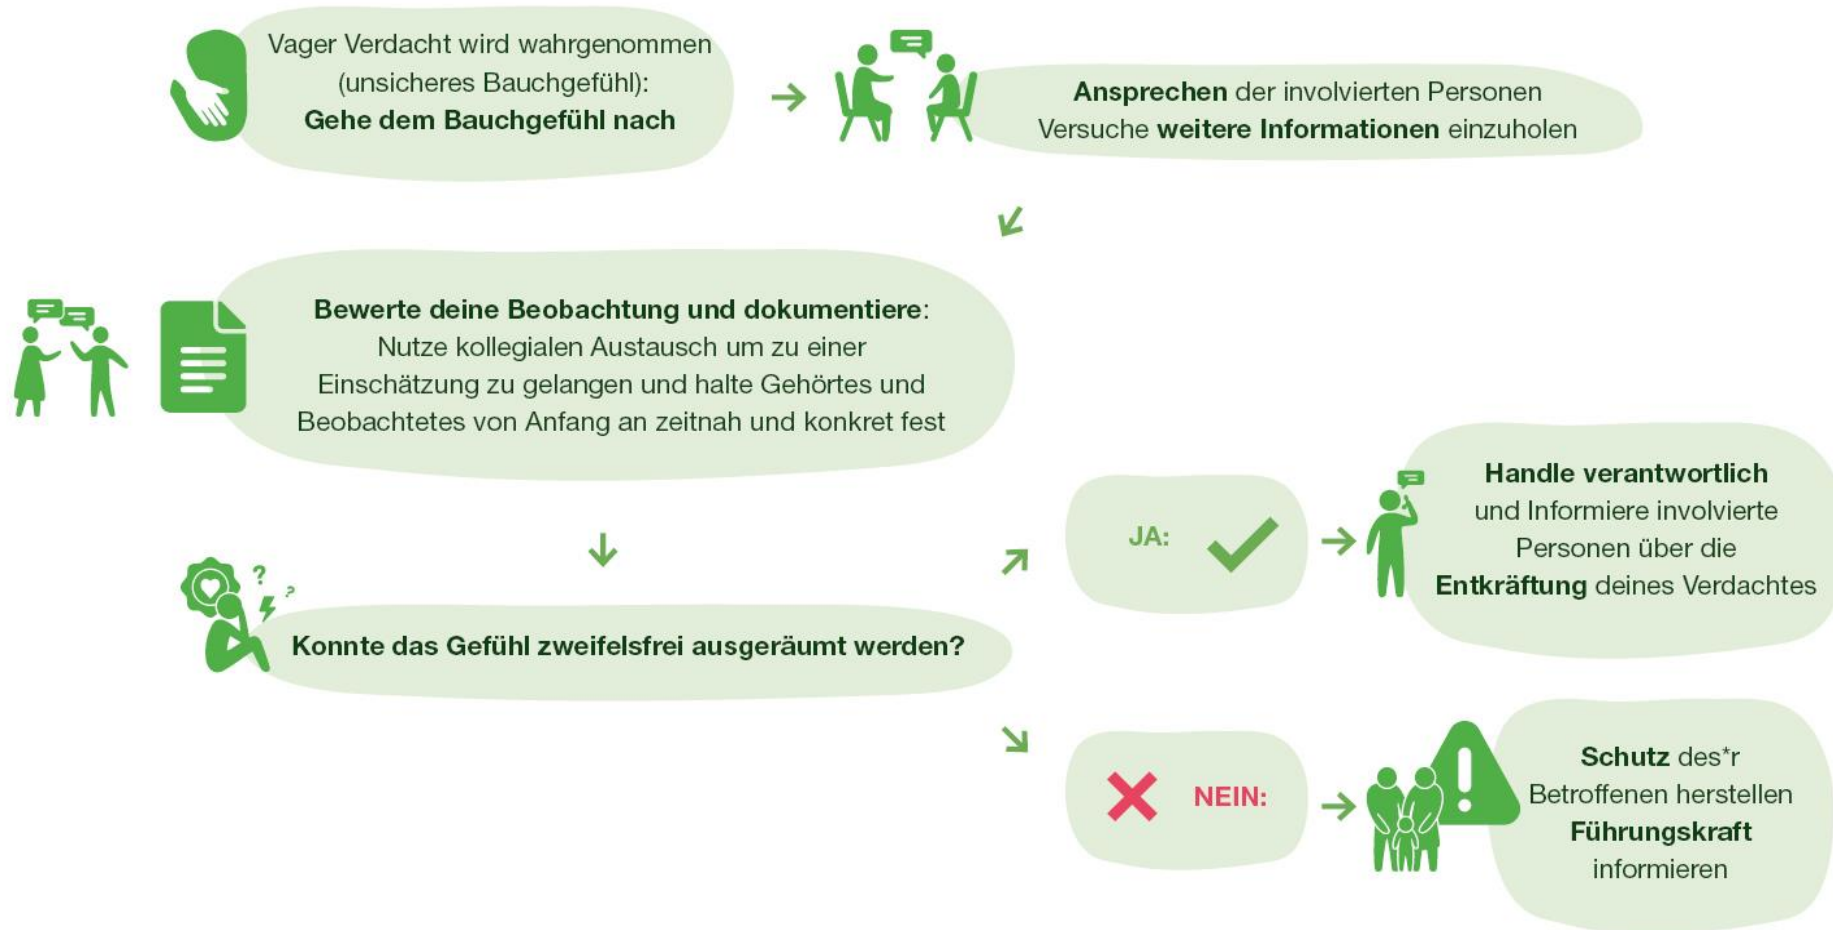 Vager Verdacht wird wahrgenommen
(unsicheres Bauchgefühl):
Gehe dem Bauchgefühl nach
Ansprechen der involvierten Personen
Versuche weitere Informationen einzuholen
Bewerte deine Beobachtung und dokumentiere:
Nutze kollegialen Austausch um zu einer
Einschätzung zu gelangen und halte Gehörtes und
Beobachtetes von Anfang an zeitnah und konkret fest
Konnte das Gefühl zweifelsfrei ausgeräumt werden?
? ?
JA:
Handle verantwortlich
und Informiere involvierte
Personen über die
Entkräftung deines Verdachtes
NEIN:
!
Schutz des*r
Betroffenen herstellen
Führungskraft
informieren